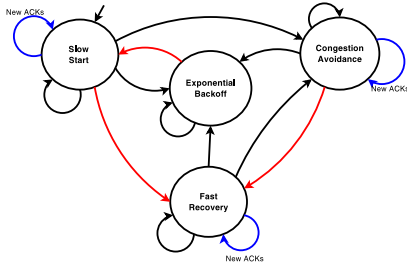 New ACKs
Slow
Start
Congestion
Avoidance
Exponential
Backoff
New ACKs
Fast
Recovery
New ACKs